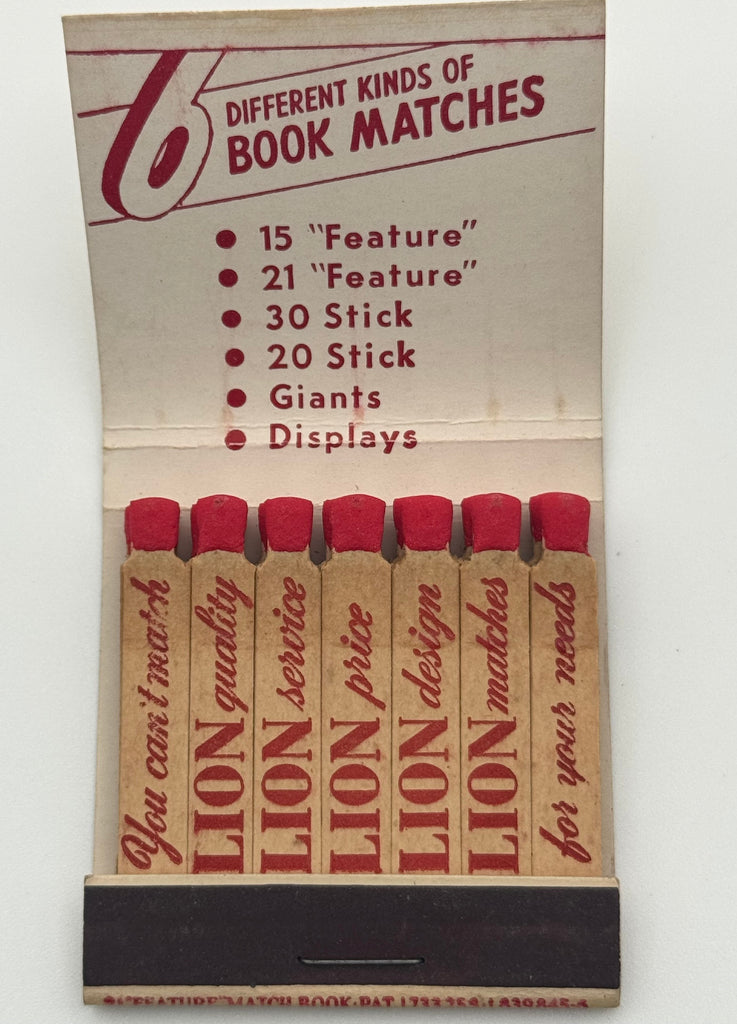 6 DIFFERENT KINDS OF
BOOK MATCHES
• 15 "Feature"
• 21 "Feature"
• 30 Stick
• 20 Stick
• Giants
• Displays
You can't match
LION quality
LION service
LION price
LION design
LION matches
for your needs
"FEATURE" MATCH BOOK·PAT.